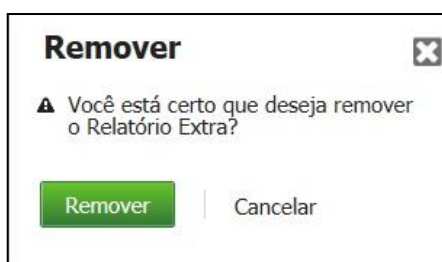 Remover
Você está certo que deseja remover
o Relatório Extra?
Remover
Cancelar